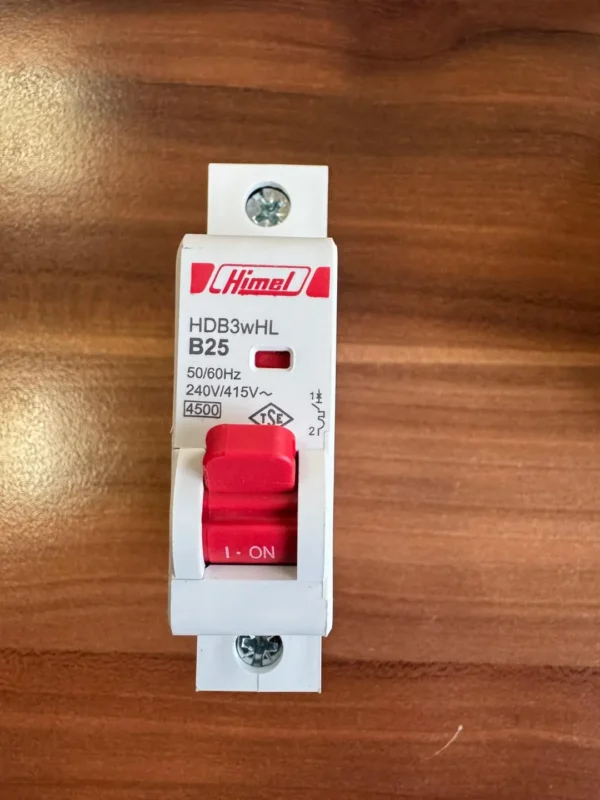 Himel
HDB3wHL
B25
50/60Hz
240V/415V~
4500
TSE
1
2
I · ON